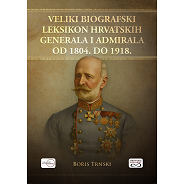 VELIKI BIOGRAFSKI
LEKSIKON HRVATSKIH
GENERALA I ADMIRALA
OD 1804. DO 1918.
BORIS TRNSKI